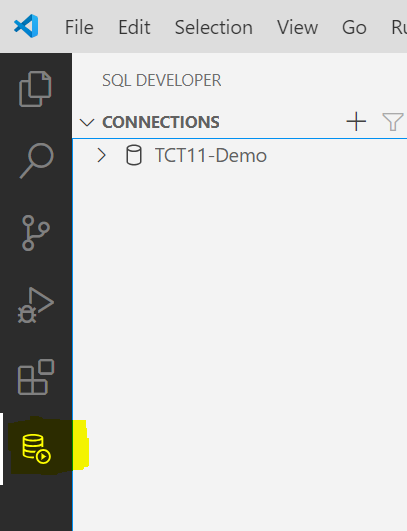 File Edit Selection View Go
SQL DEVELOPER
CONNECTIONS
TCT11-Demo